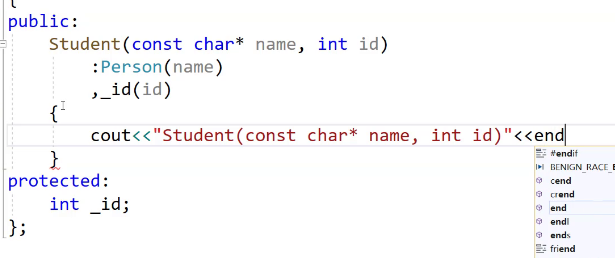 {
public:
    Student(const char* name, int id)
        :Person(name)
        ,_id(id)
    {
        cout<<"Student(const char* name, int id)"<<end
    }
protected:
    int _id;
};
#endif
BENIGN_RACE_
cend
crend
end
endl
ends
friend